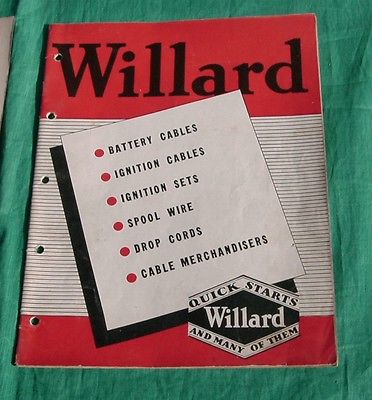 Willard
BATTERY CABLES
IGNITION CABLES
IGNITION SETS
SPOOL WIRE
DROP CORDS
CABLE MERCHANDISERS
QUICK STARTS
Willard
AND MANY OF THEM